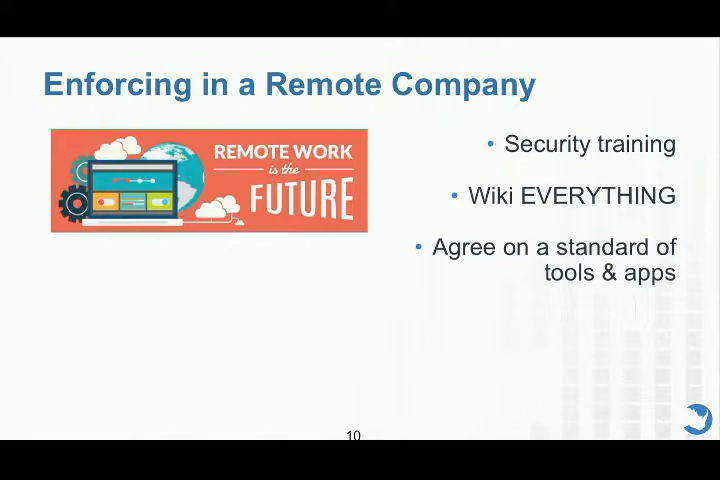 Enforcing in a Remote Company
REMOTE WORK
is the
FUTURE
• Security training
• Wiki EVERYTHING
• Agree on a standard of
tools & apps
10